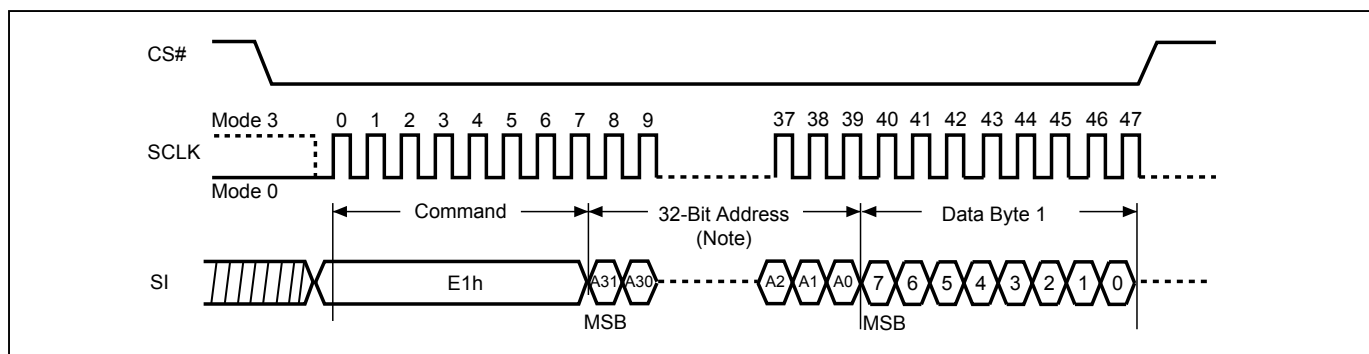 CS#
Mode 3
0 1 2 3 4 5 6 7 8 9 37 38 39 40 41 42 43 44 45 46 47
SCLK
Mode 0
Command 32-Bit Address Data Byte 1
(Note)
SI E1h A31 A30 A2 A1 A0 7 6 5 4 3 2 1 0
MSB MSB